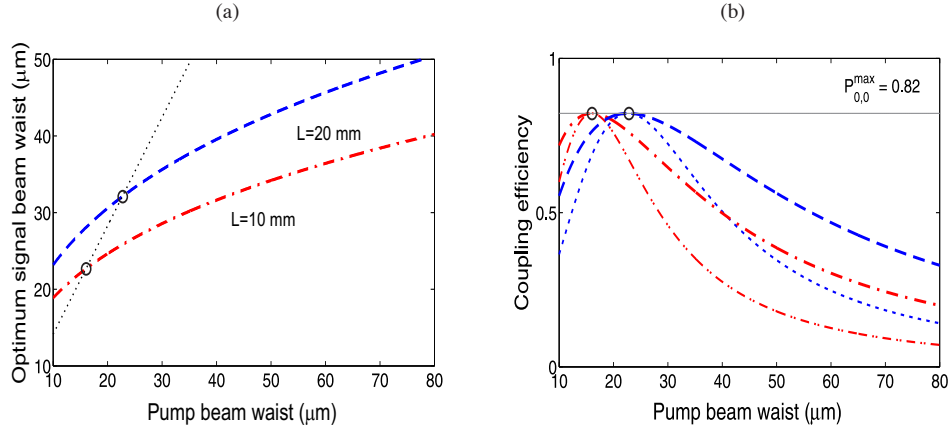 (a)
Optimum signal beam waist (μm)
50
40
30
20
10
L=20 mm
L=10 mm
10 20 30 40 50 60 70 80
Pump beam waist (μm)
(b)
Coupling efficiency
1
0.5
0
P0,0max = 0.82
10 20 30 40 50 60 70 80
Pump beam waist (μm)